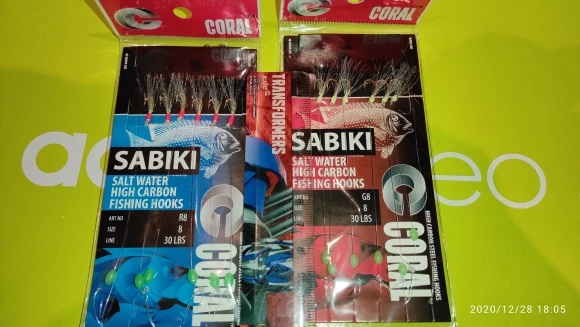 CORAL
CORAL
SABIKI
SALT WATER
HIGH CARBON
FISHING HOOKS
ART NO R8
SIZE 8
LINE 30 LBS
CORAL
TRANSFORMERS
SABIKI
SALT WATER
HIGH CARBON
FISHING HOOKS
ART NO G8
SIZE 8
LINE 30 LBS
CORAL
HIGH CARBON STEEL FISHING HOOKS
eo
2020/12/28 18:05